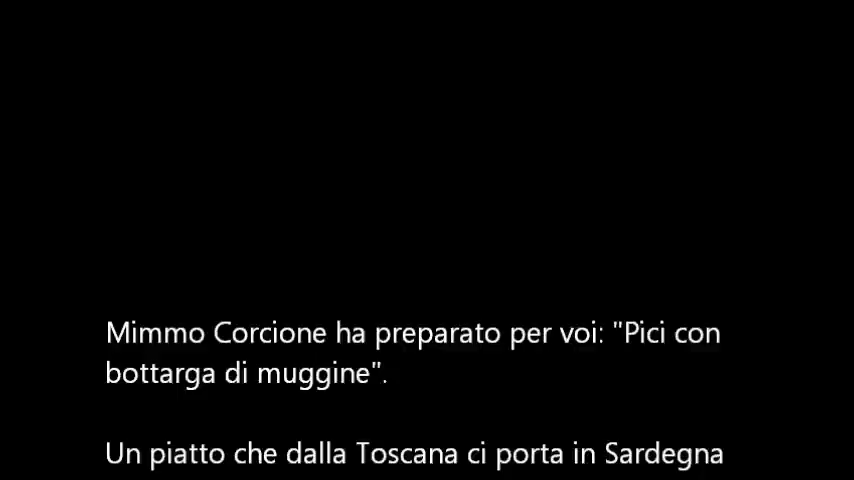 Mimmo Corcione ha preparato per voi: "Pici con
bottarga di muggine".
Un piatto che dalla Toscana ci porta in Sardegna